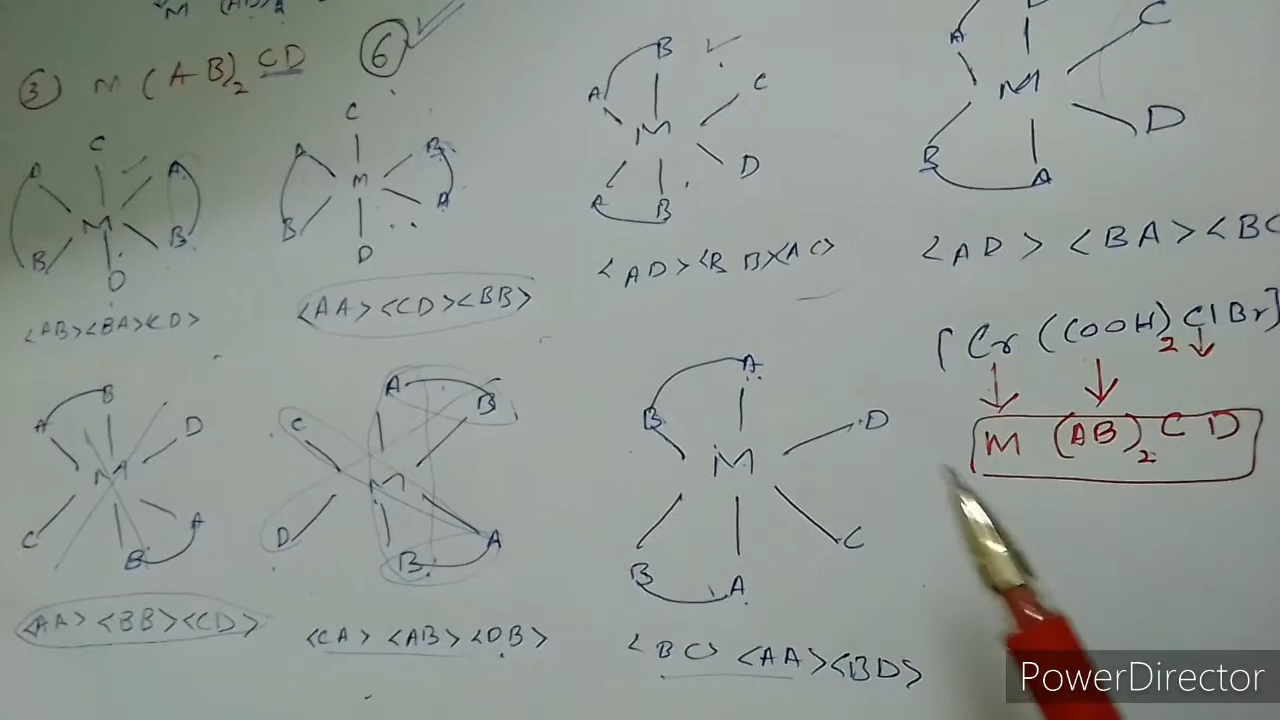 M (AB)2
③ M (A-B)2 CD ⑥
C
A A
M
B B
D
<AB><BA><CD>
C
A B
M
B A
D
<AA><CD><BB>
B
A C
M
A D
B
<AD><BB><AC>
A C
M
B D
A
<AD> <BA> <BC
[Cr (COOH)2 ClBr]
M (AB)2 C D
B
A D
M
C A
B
<AA> <BB> <CD>
A
C B
M
D A
B
<CA> <AB> <DB>
A
B D
M
B C
A
<BC> <AA> <BD>
PowerDirector